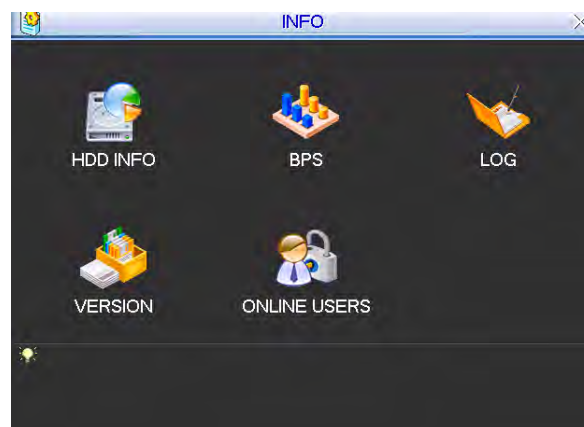 INFO
HDD INFO
BPS
LOG
VERSION
ONLINE USERS